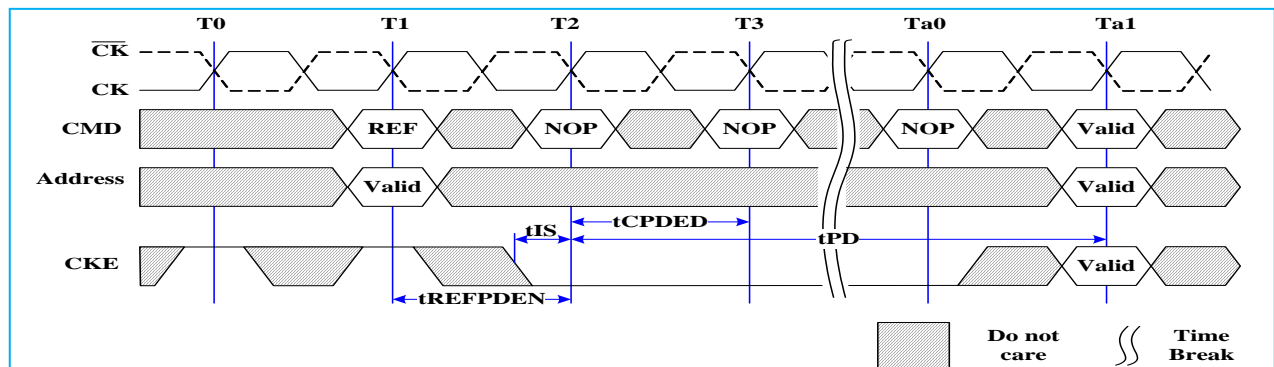 T0 T1 T2 T3 Ta0 Ta1
CK
CK
CMD REF NOP NOP NOP Valid
Address Valid Valid
tIS tCPDED
tPD
CKE Valid
tREFPDEN
Do not care
Time Break